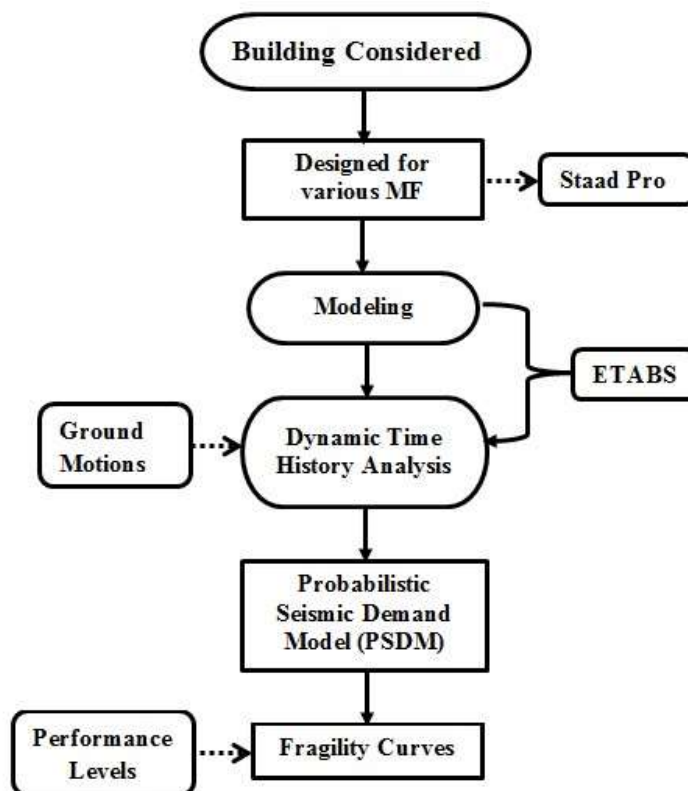 Building Considered
Designed for
various MF
Staad Pro
Modeling
ETABS
Ground
Motions
Dynamic Time
History Analysis
Probabilistic
Seismic Demand
Model (PSDM)
Performance
Levels
Fragility Curves